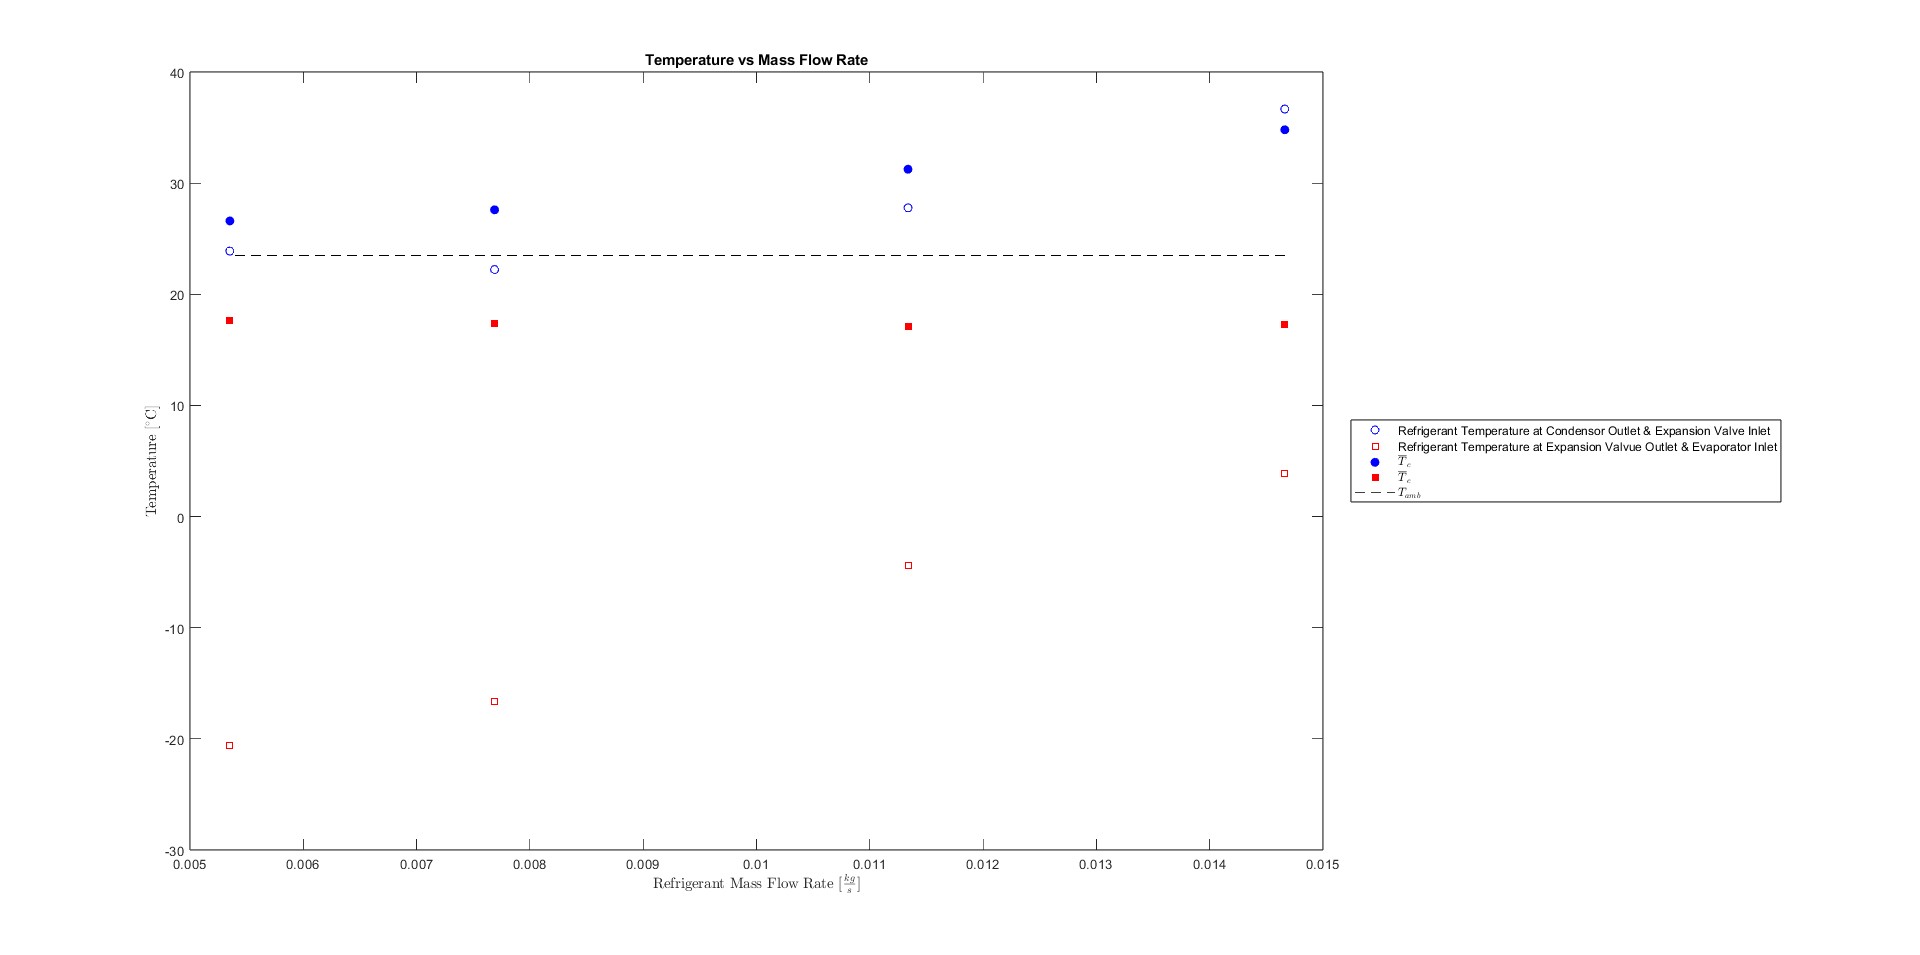 Temperature vs Mass Flow Rate
40
30
20
10
0
-10
-20
-30
Temperature [°C]
0.005 0.006 0.007 0.008 0.009 0.01 0.011 0.012 0.013 0.014 0.015
Refrigerant Mass Flow Rate [kg/s]
Refrigerant Temperature at Condensor Outlet & Expansion Valve Inlet
Refrigerant Temperature at Expansion Valvue Outlet & Evaporator Inlet
T̅c
T̅e
Tamb